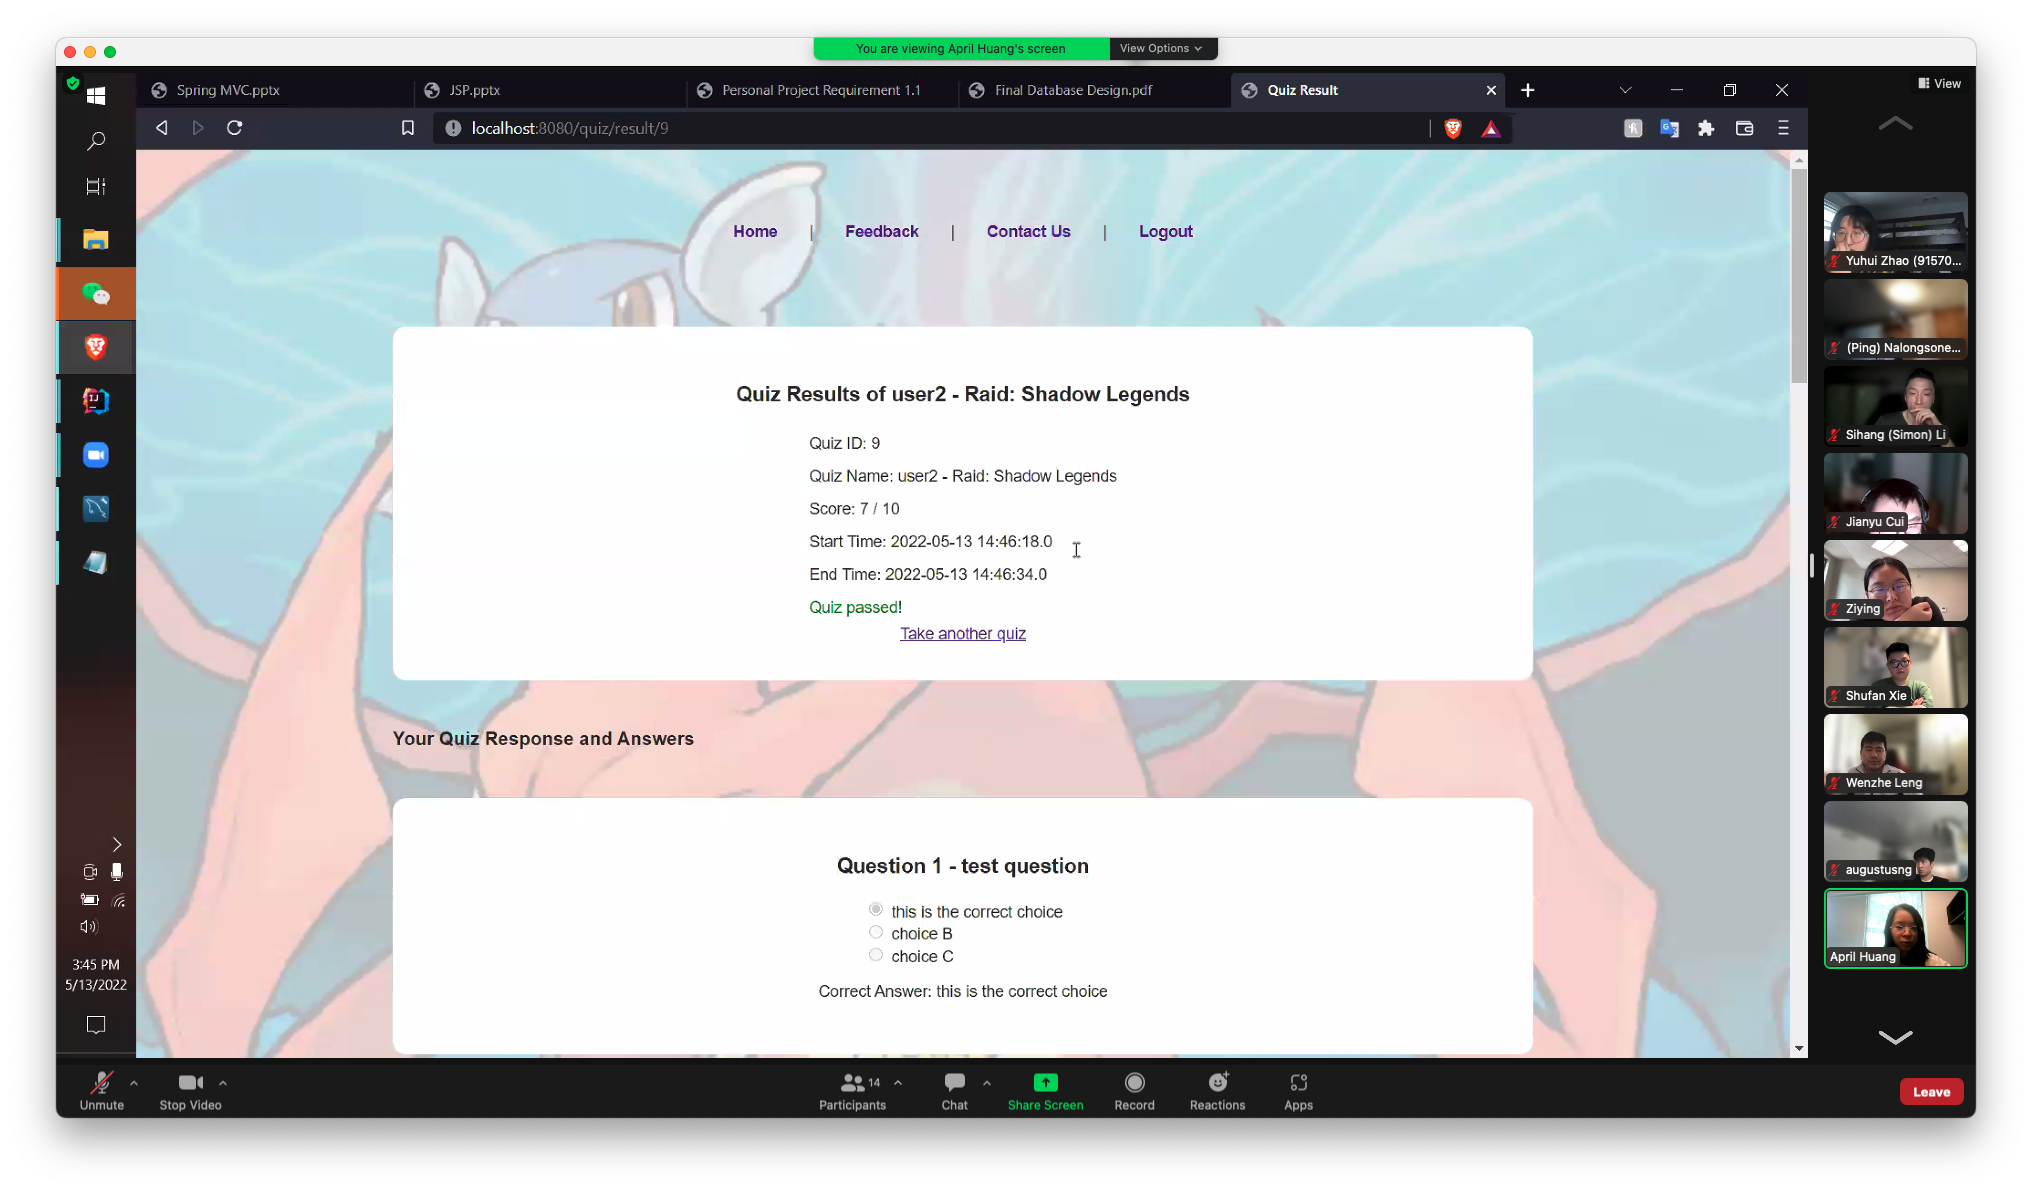 You are viewing April Huang's screen
View Options
View
Spring MVC.pptx
JSP.pptx
Personal Project Requirement 1.1
Final Database Design.pdf
Quiz Result
localhost:8080/quiz/result/9
Home | Feedback | Contact Us | Logout
Quiz Results of user2 - Raid: Shadow Legends
Quiz ID: 9
Quiz Name: user2 - Raid: Shadow Legends
Score: 7 / 10
Start Time: 2022-05-13 14:46:18.0
End Time: 2022-05-13 14:46:34.0
Quiz passed!
Take another quiz
Your Quiz Response and Answers
Question 1 - test question
this is the correct choice
choice B
choice C
Correct Answer: this is the correct choice
3:45 PM
5/13/2022
Yuhui Zhao (91570...
(Ping) Nalongsone...
Sihang (Simon) Li
Jianyu Cui
Ziying
Shufan Xie
Wenzhe Leng
augustusng
April Huang
Unmute
Stop Video
14
Participants
Chat
Share Screen
Record
Reactions
Apps
Leave